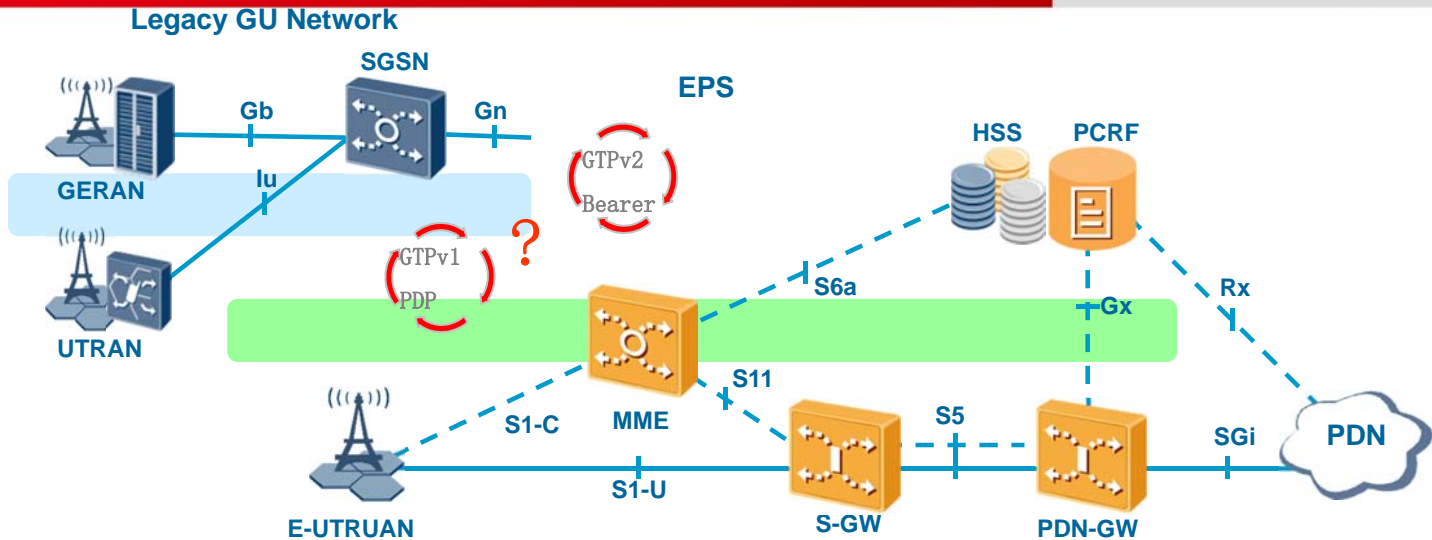 Legacy GU Network
SGSN
EPS
Gb
Gn
HSS
PCRF
GTPv2
Bearer
GERAN
Iu
?
GTPv1
PDP
S6a
Gx
Rx
UTRAN
S11
S1-C
MME
S5
SGi
PDN
S1-U
E-UTRUAN
S-GW
PDN-GW